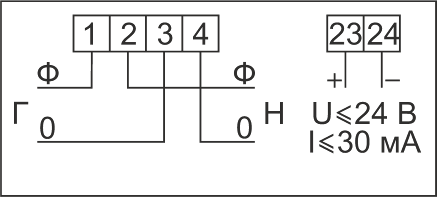 1 2 3 4 23 24
Ф Ф + −
Г Н U⩽24 В
0 0 I⩽30 мА